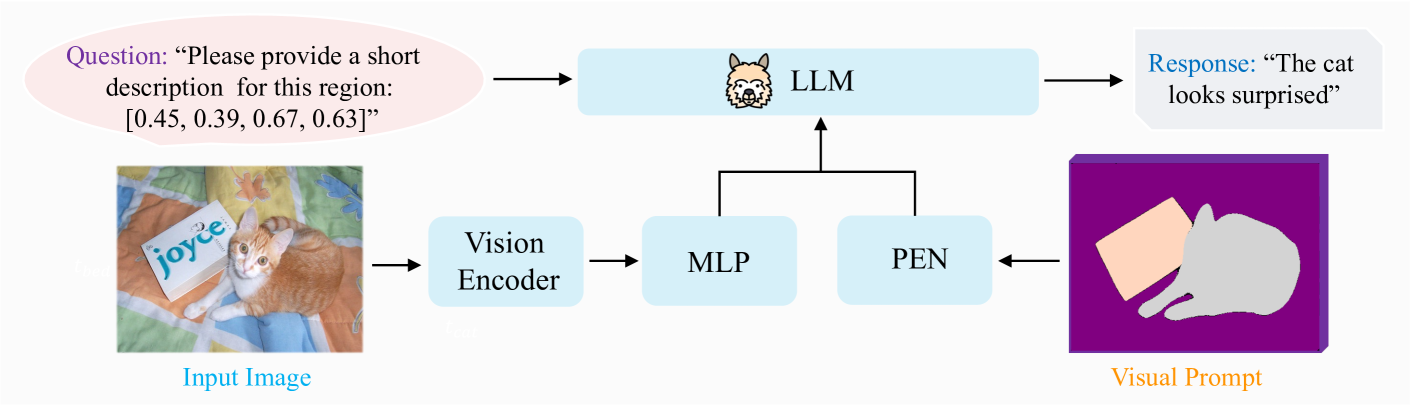 Question: “Please provide a short
description for this region:
[0.45, 0.39, 0.67, 0.63]”
LLM
Response: “The cat
looks surprised”
joyce
Vision
Encoder
MLP
PEN
Input Image
Visual Prompt